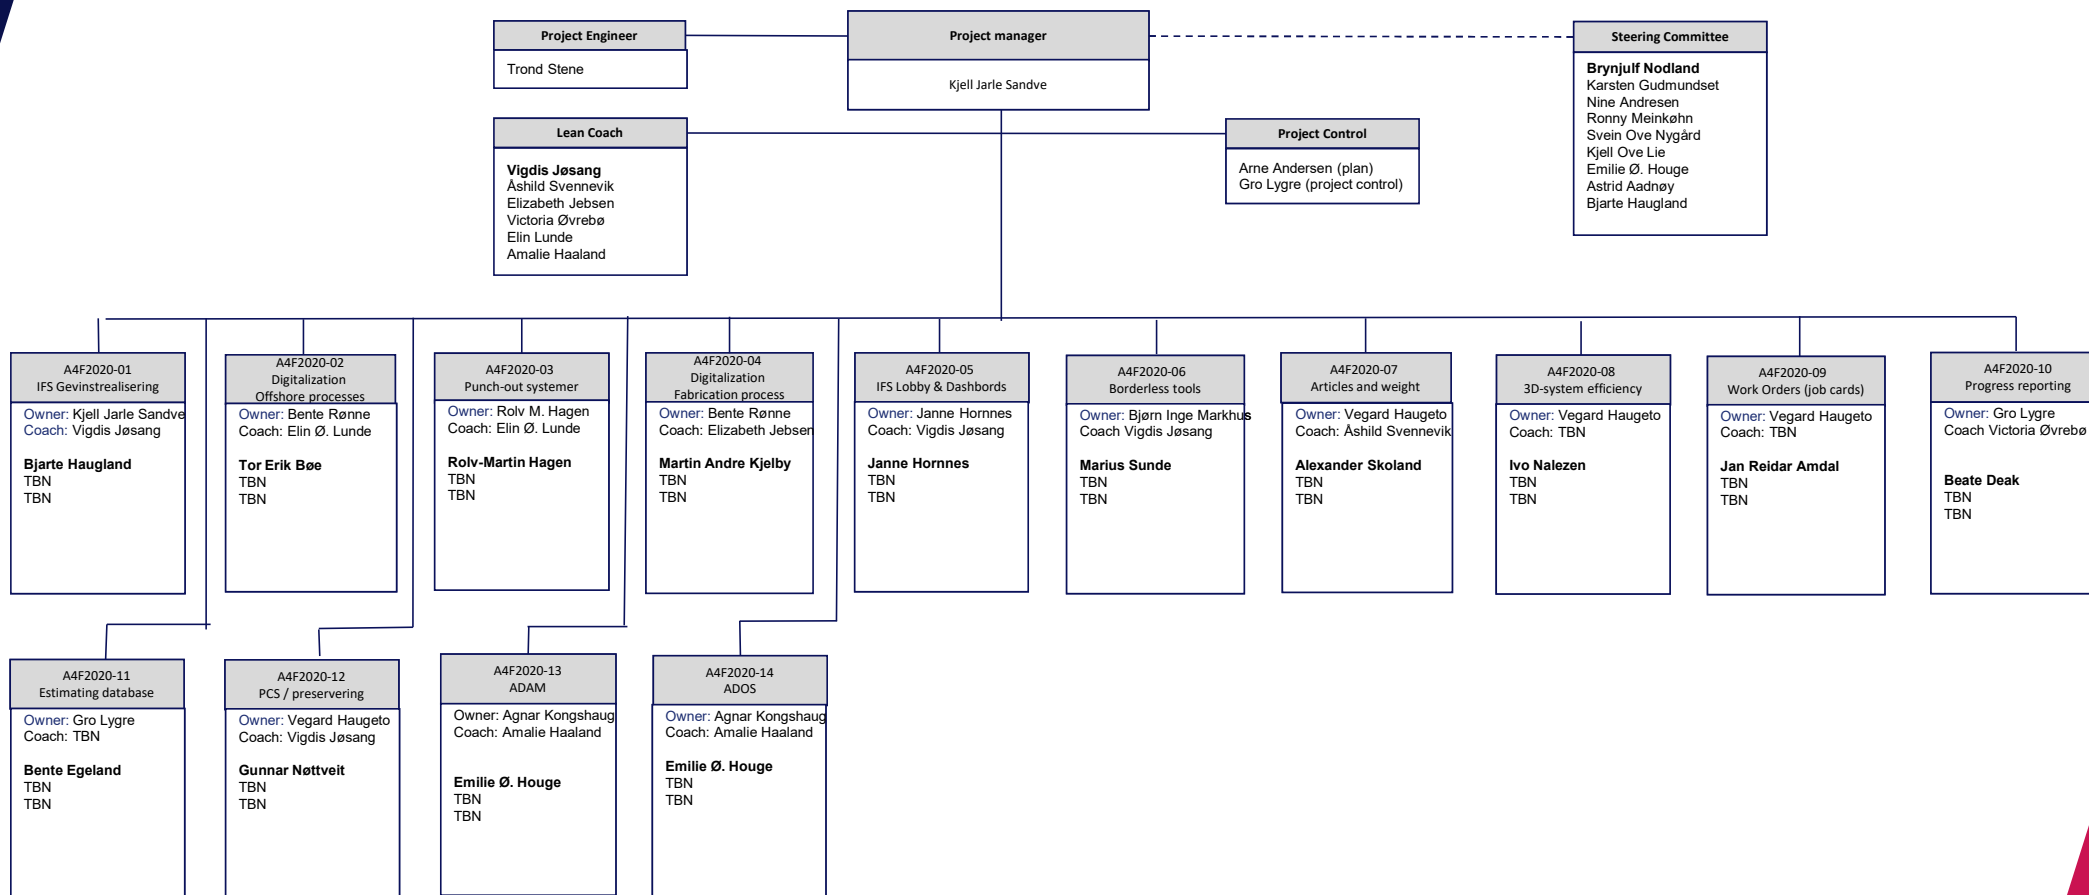 Project Engineer
Trond Stene
Project manager
Kjell Jarle Sandve
Steering Committee
Brynjulf Nodland
Karsten Gudmundset
Nine Andresen
Ronny Meinkøhn
Svein Ove Nygård
Kjell Ove Lie
Emilie Ø. Houge
Astrid Aadnøy
Bjarte Haugland
Lean Coach
Vigdis Jøsang
Åshild Svennevik
Elizabeth Jebsen
Victoria Øvrebø
Elin Lunde
Amalie Haaland
Project Control
Arne Andersen (plan)
Gro Lygre (project control)
A4F2020-01
IFS Gevinstrealisering
Owner: Kjell Jarle Sandve
Coach: Vigdis Jøsang
Bjarte Haugland
TBN
TBN
A4F2020-02
Digitalization
Offshore processes
Owner: Bente Rønne
Coach: Elin Ø. Lunde
Tor Erik Bøe
TBN
TBN
A4F2020-03
Punch-out systemer
Owner: Rolv M. Hagen
Coach: Elin Ø. Lunde
Rolv-Martin Hagen
TBN
TBN
A4F2020-04
Digitalization
Fabrication process
Owner: Bente Rønne
Coach: Elizabeth Jebsen
Martin Andre Kjelby
TBN
TBN
A4F2020-05
IFS Lobby & Dashbords
Owner: Janne Hornnes
Coach: Vigdis Jøsang
Janne Hornnes
TBN
TBN
A4F2020-06
Borderless tools
Owner: Bjørn Inge Markhus
Coach Vigdis Jøsang
Marius Sunde
TBN
TBN
A4F2020-07
Articles and weight
Owner: Vegard Haugeto
Coach: Åshild Svennevik
Alexander Skoland
TBN
TBN
A4F2020-08
3D-system efficiency
Owner: Vegard Haugeto
Coach: TBN
Ivo Nalezen
TBN
TBN
A4F2020-09
Work Orders (job cards)
Owner: Vegard Haugeto
Coach: TBN
Jan Reidar Amdal
TBN
TBN
A4F2020-10
Progress reporting
Owner: Gro Lygre
Coach Victoria Øvrebø
Beate Deak
TBN
TBN
A4F2020-11
Estimating database
Owner: Gro Lygre
Coach: TBN
Bente Egeland
TBN
TBN
A4F2020-12
PCS / preservering
Owner: Vegard Haugeto
Coach: Vigdis Jøsang
Gunnar Nøttveit
TBN
TBN
A4F2020-13
ADAM
Owner: Agnar Kongshaug
Coach: Amalie Haaland
Emilie Ø. Houge
TBN
TBN
A4F2020-14
ADOS
Owner: Agnar Kongshaug
Coach: Amalie Haaland
Emilie Ø. Houge
TBN
TBN